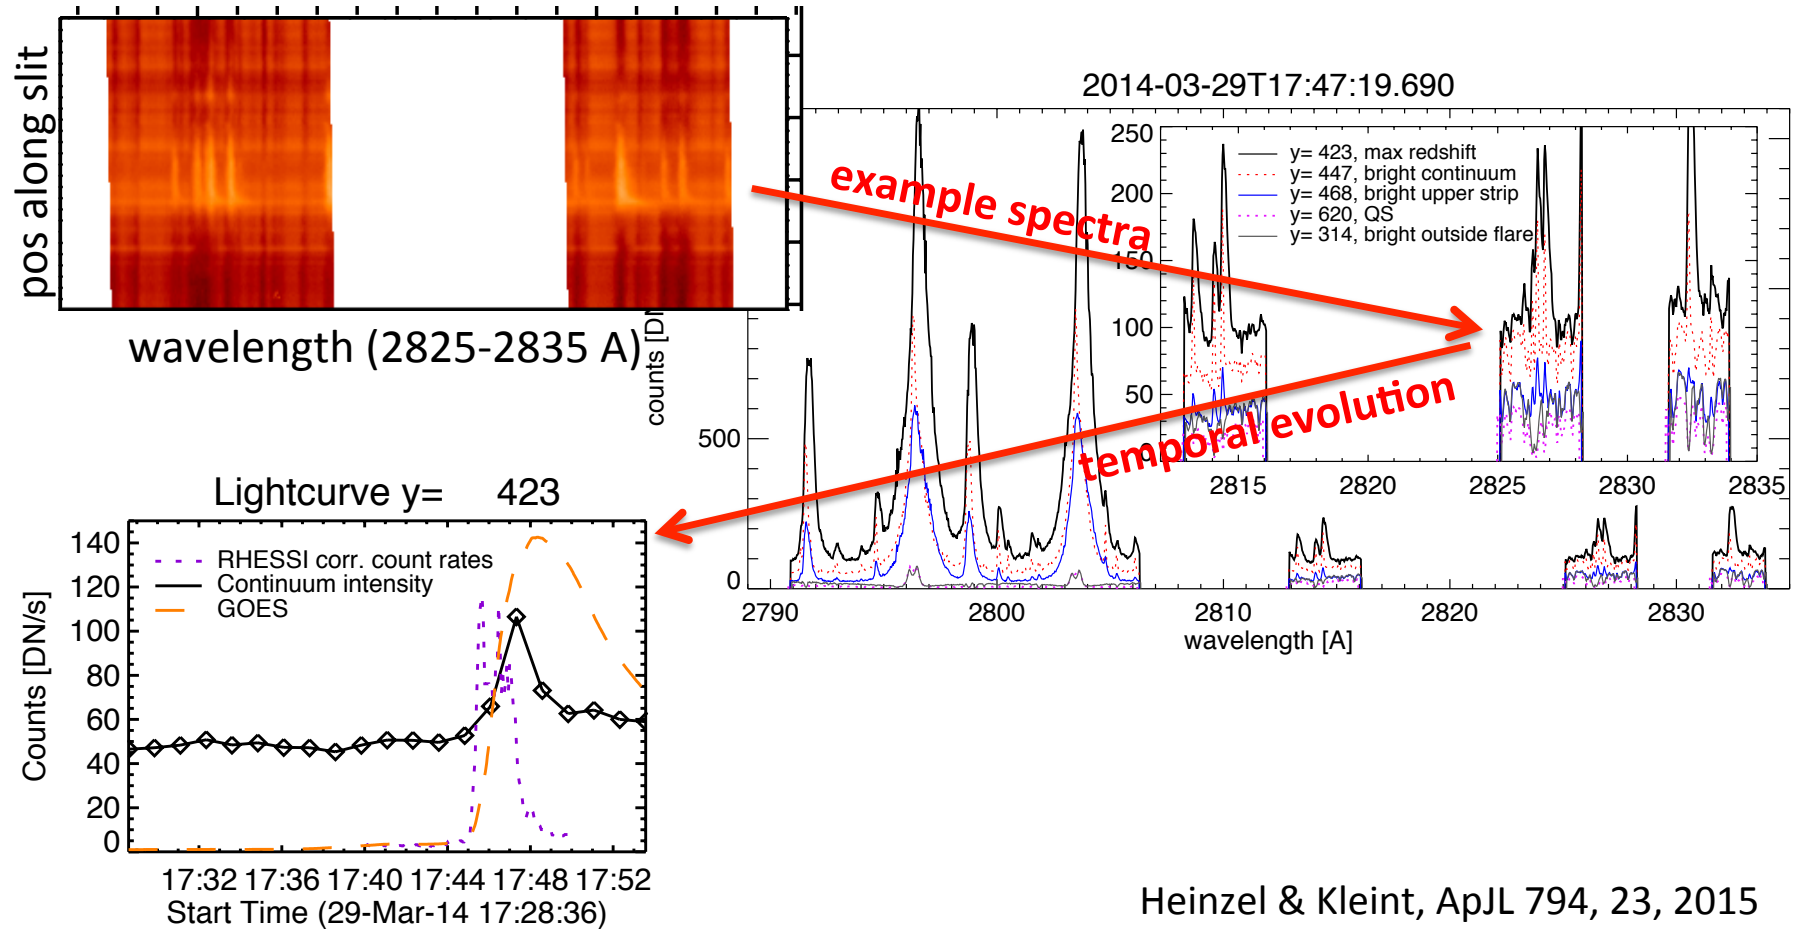 pos along slit
wavelength (2825-2835 A)
2014-03-29T17:47:19.690
example spectra
temporal evolution
250
200
150
100
50
0
y= 423, max redshift
y= 447, bright continuum
y= 468, bright upper strip
y= 620, QS
y= 314, bright outside flare
2815 2820 2825 2830 2835
counts
500
0
2790 2800 2810 2820 2830
wavelength [A]
Lightcurve y= 423
RHESSI corr. count rates
Continuum intensity
GOES
Counts [DN/s]
140
120
100
80
60
40
20
0
17:32 17:36 17:40 17:44 17:48 17:52
Start Time (29-Mar-14 17:28:36)
Heinzel & Kleint, ApJL 794, 23, 2015